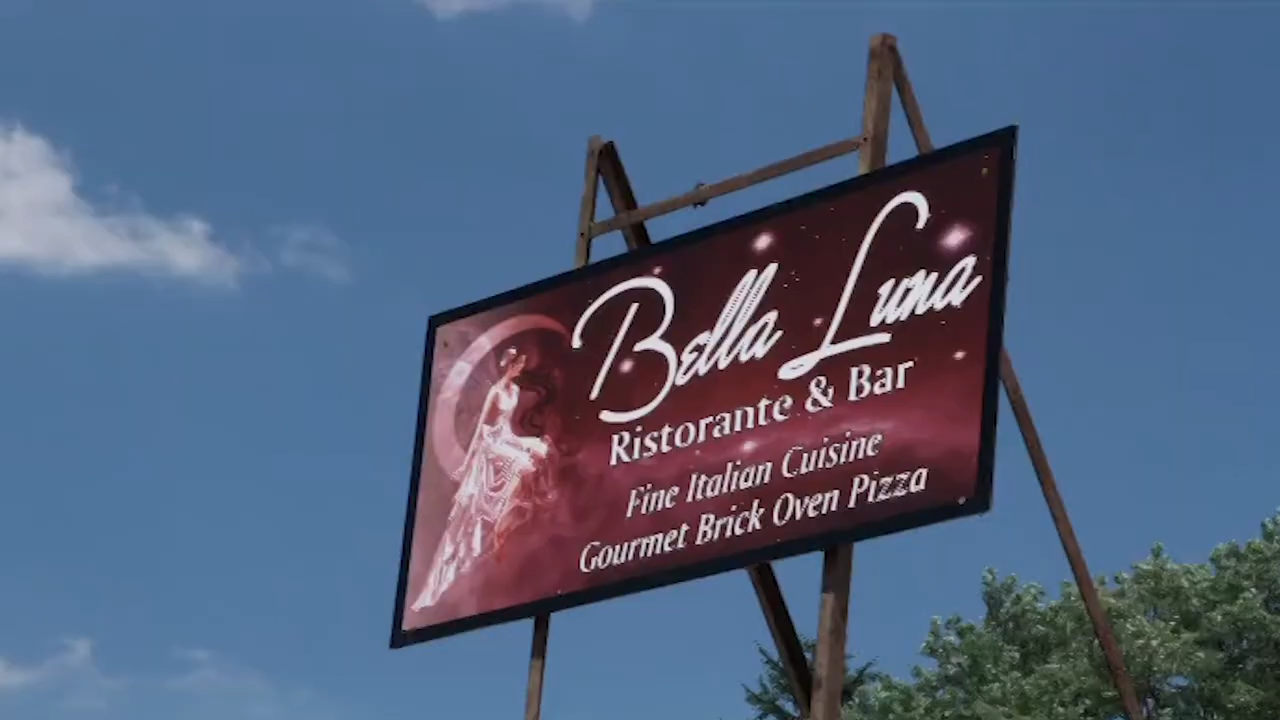 Bella Luna
Ristorante & Bar
Fine Italian Cuisine
Gourmet Brick Oven Pizza